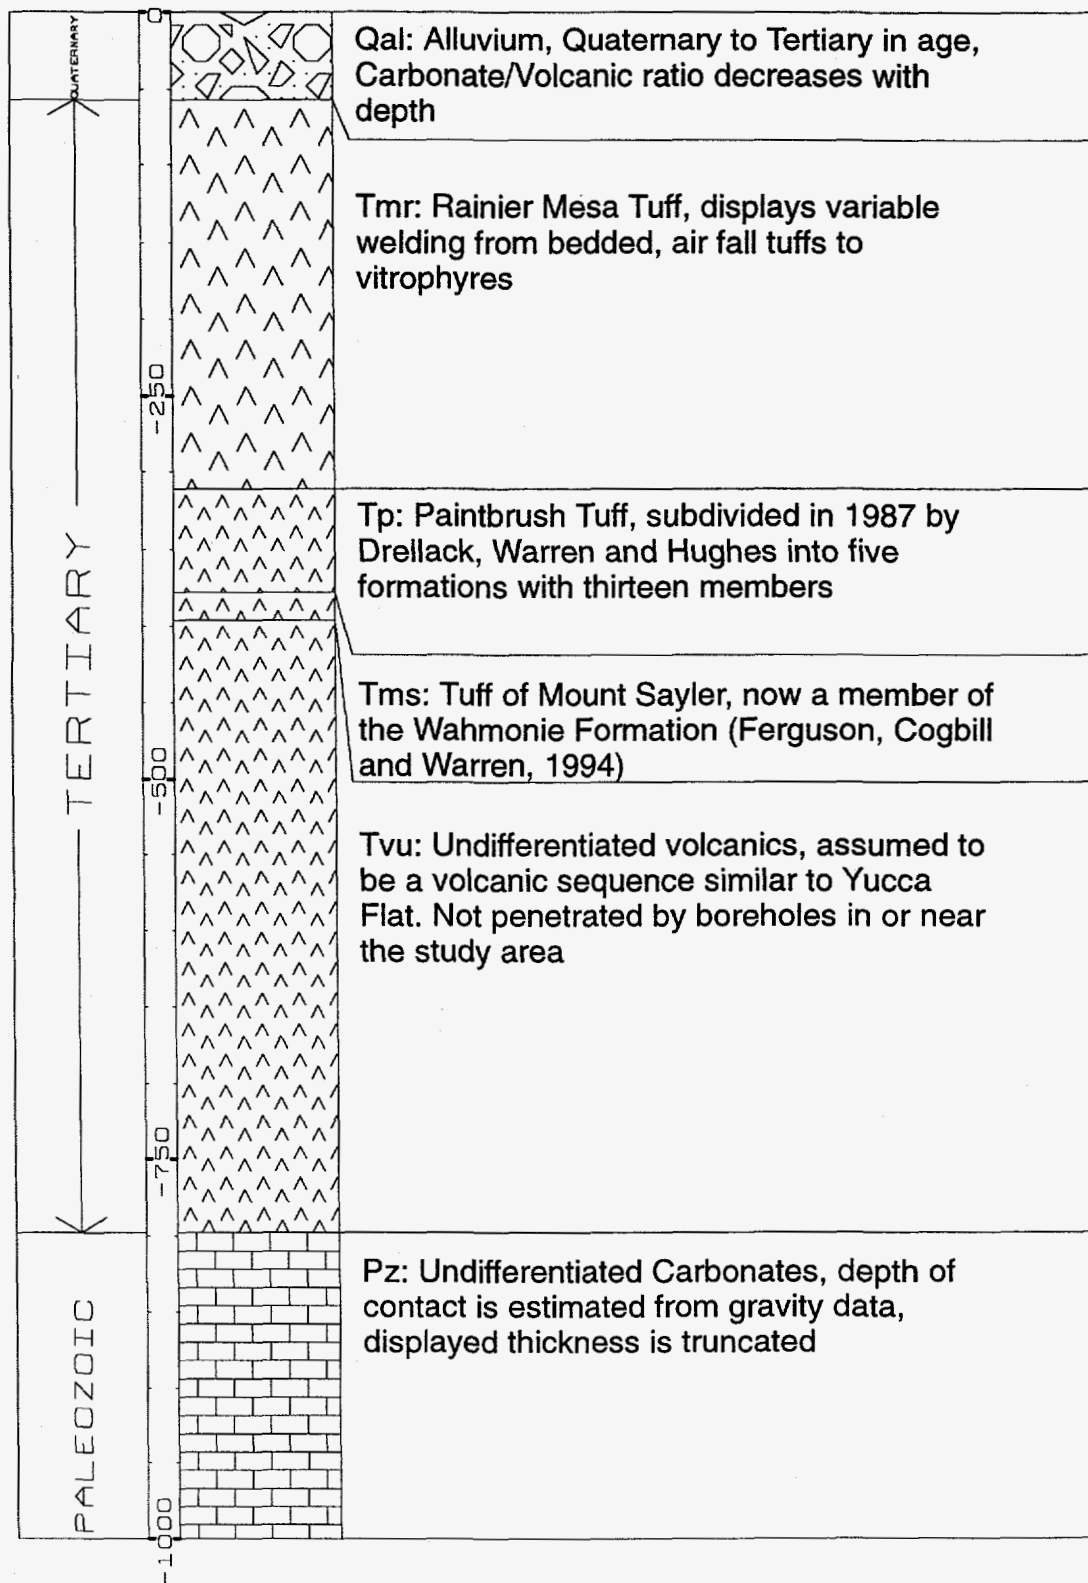 QUATERNARY
TERTIARY
PALEOZOIC
0
-250
-500
-750
-1000
Qal: Alluvium, Quaternary to Tertiary in age,
Carbonate/Volcanic ratio decreases with
depth
Tmr: Rainier Mesa Tuff, displays variable
welding from bedded, air fall tuffs to
vitrophyres
Tp: Paintbrush Tuff, subdivided in 1987 by
Drellack, Warren and Hughes into five
formations with thirteen members
Tms: Tuff of Mount Sayler, now a member of
the Wahmonie Formation (Ferguson, Cogbill
and Warren, 1994)
Tvu: Undifferentiated volcanics, assumed to
be a volcanic sequence similar to Yucca
Flat. Not penetrated by boreholes in or near
the study area
Pz: Undifferentiated Carbonates, depth of
contact is estimated from gravity data,
displayed thickness is truncated